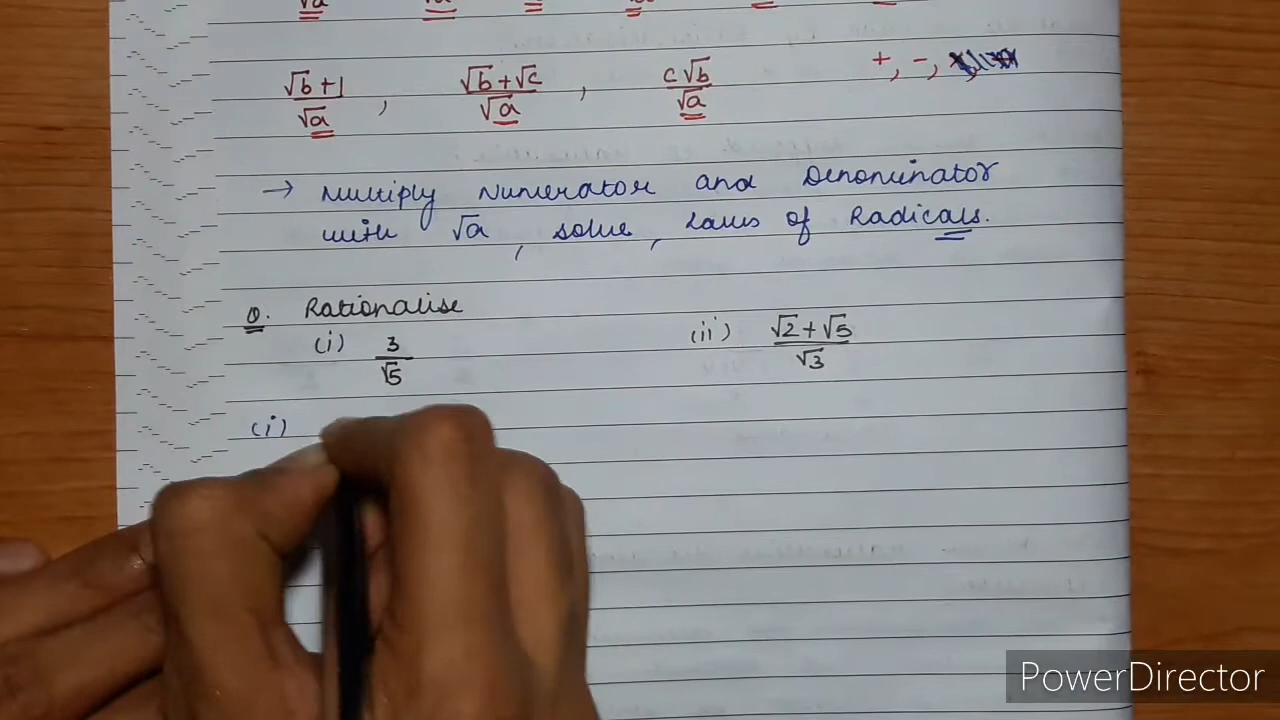 √b+1/√a , √b+√c/√a , c√b/√a +, -,
→ Multiply Numerator and Denominator
with √a, solve, Laws of Radicals.
Q. Rationalise
(i) 3/√5 (ii) √2+√5/√3
(i)
PowerDirector